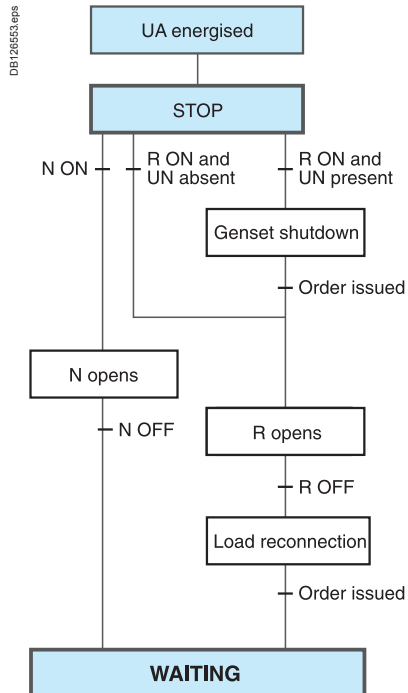 DB126553.eps
UA energised
STOP
N ON
R ON and
UN absent
R ON and
UN present
Genset shutdown
Order issued
N opens
N OFF
R opens
R OFF
Load reconnection
Order issued
WAITING